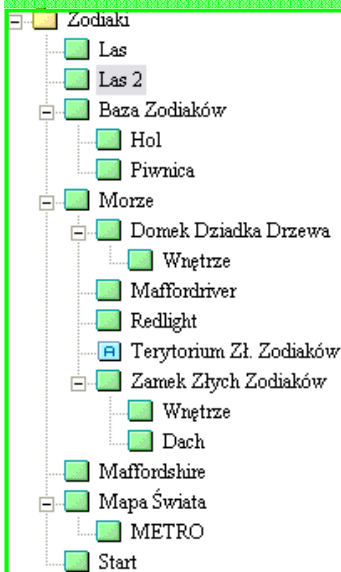 Zodiaki
Las
Las 2
Baza Zodiaków
Hol
Piwnica
Morze
Domek Dziadka Drzewa
Wnętrze
Maffordriver
Redlight
A Terytorium Zł. Zodiaków
Zamek Złych Zodiaków
Wnętrze
Dach
Maffordshire
Mapa Świata
METRO
Start